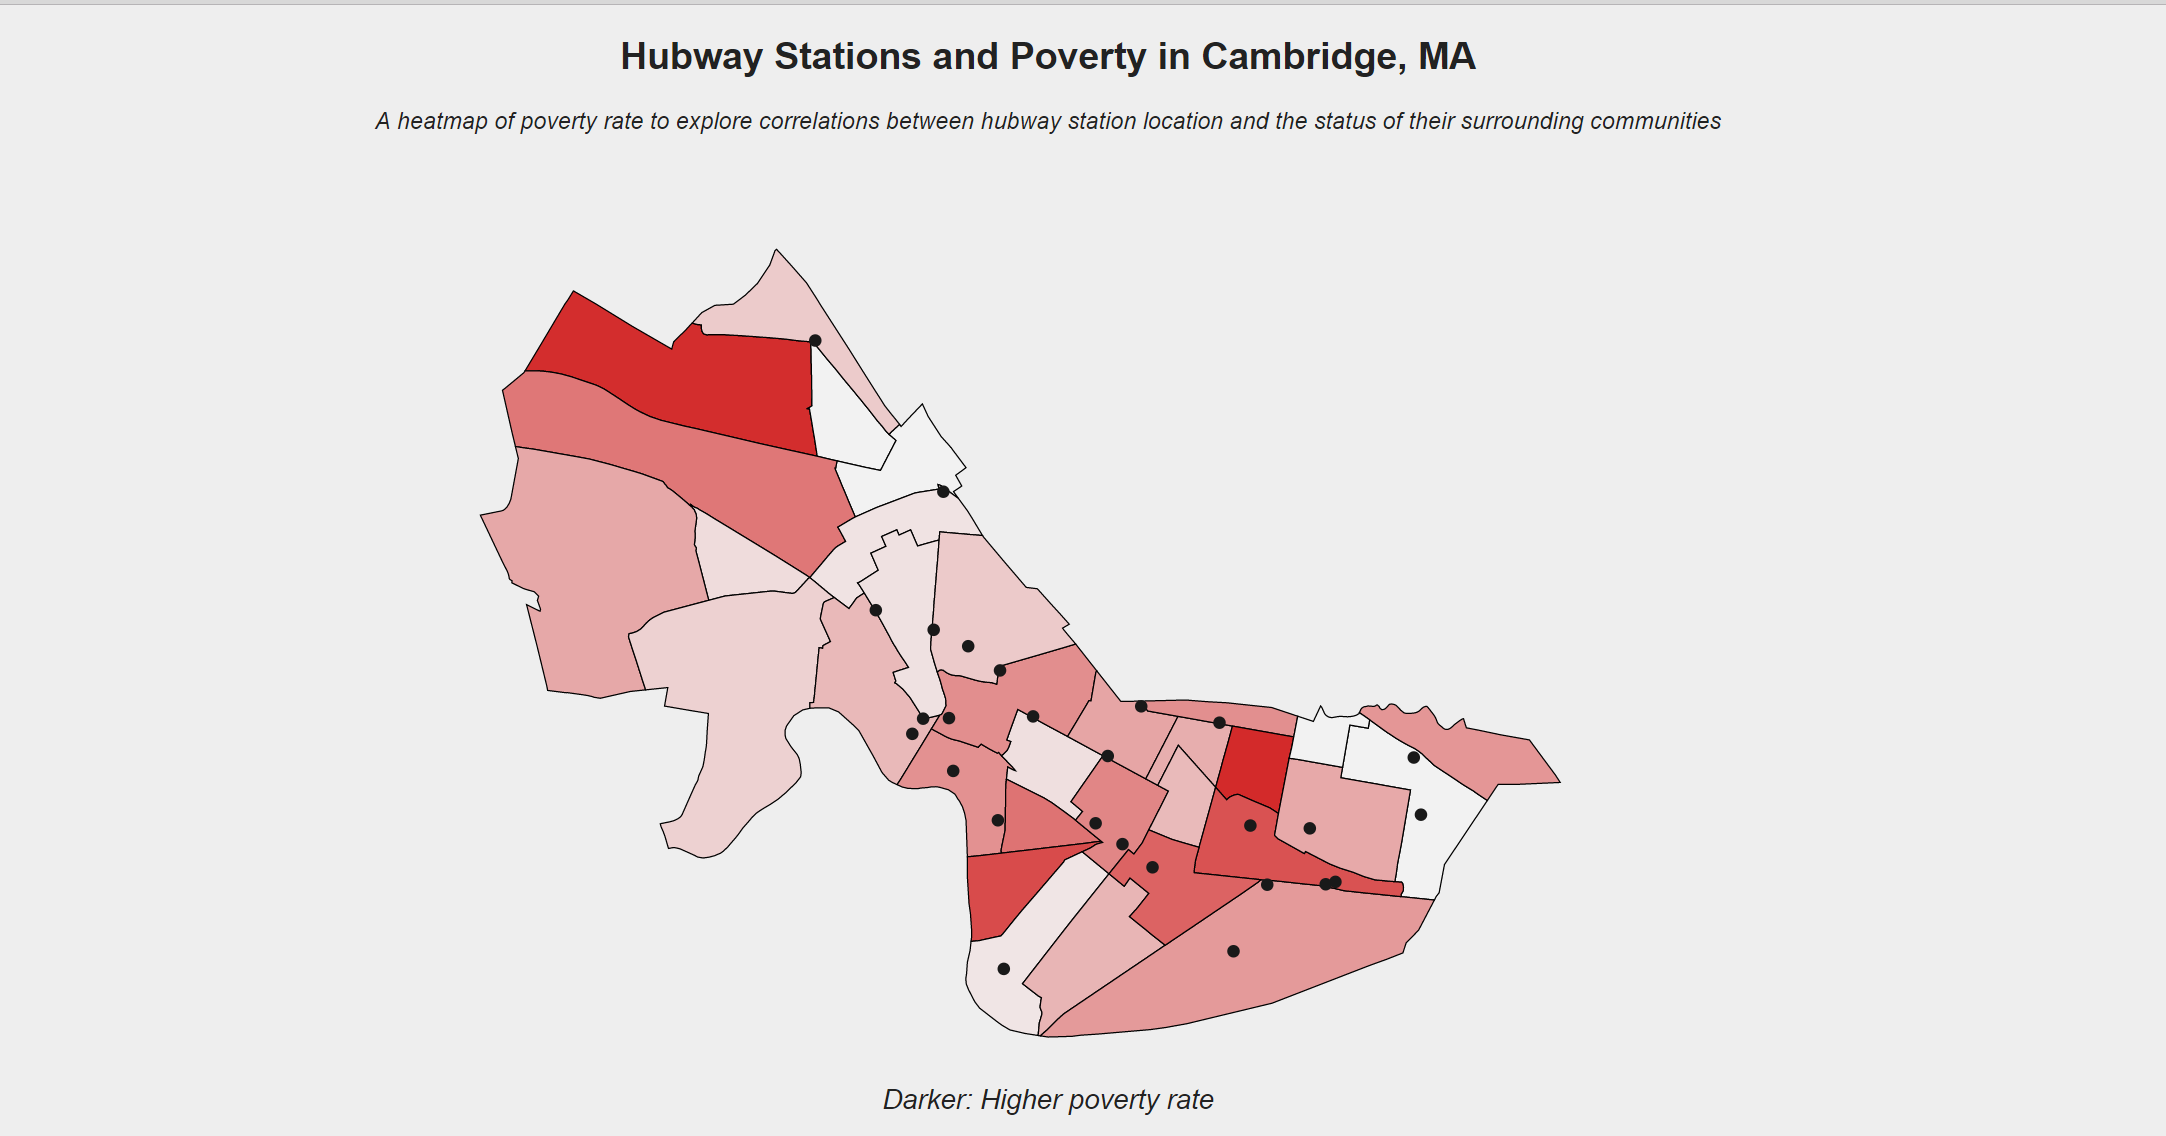 Hubway Stations and Poverty in Cambridge, MA
A heatmap of poverty rate to explore correlations between hubway station location and the status of their surrounding communities
Darker: Higher poverty rate